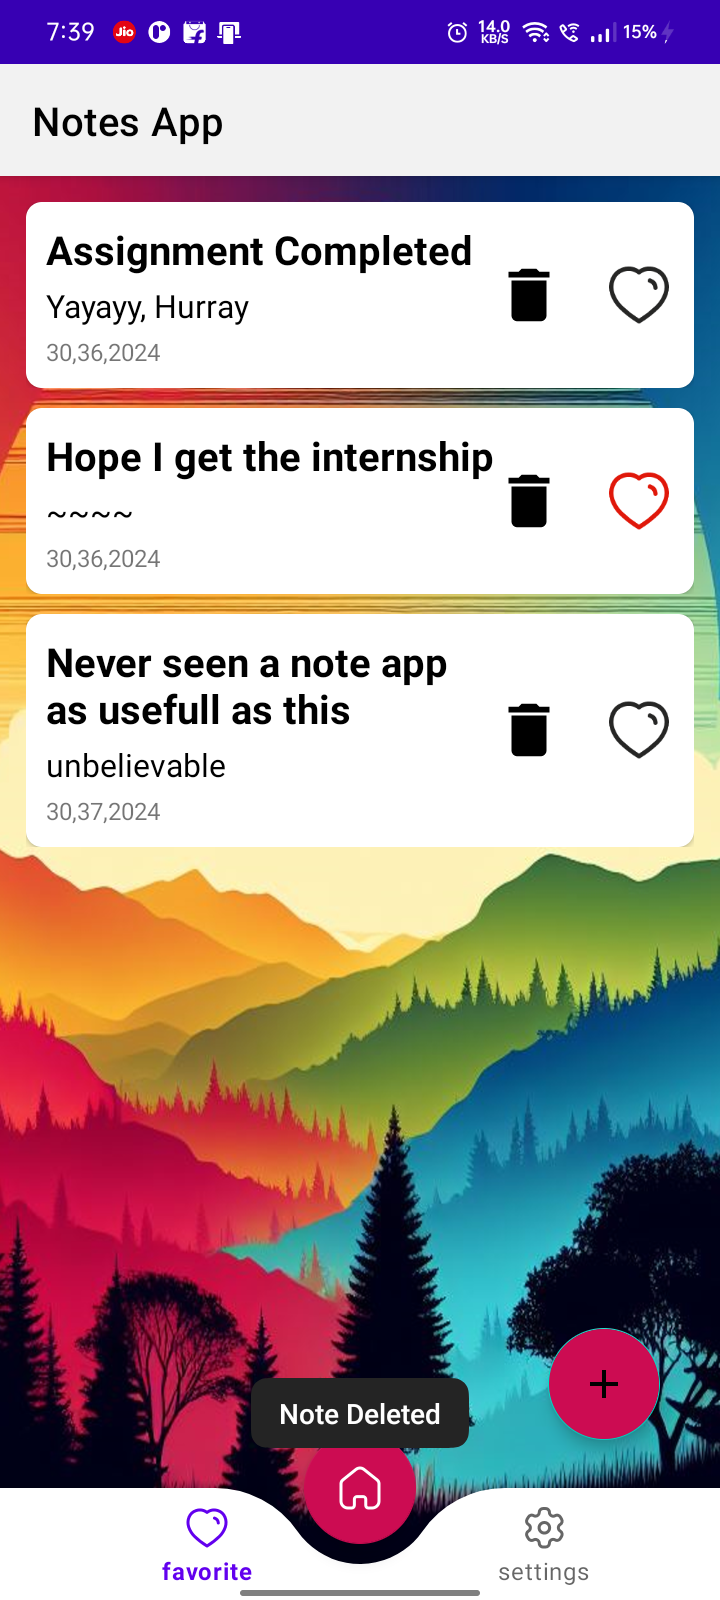 7:39 Jio 14.0 KB/S 15%
Notes App
Assignment Completed
Yayayy, Hurray
30,36,2024
Hope I get the internship
~~~~
30,36,2024
Never seen a note app
as usefull as this
unbelievable
30,37,2024
Note Deleted
favorite
settings